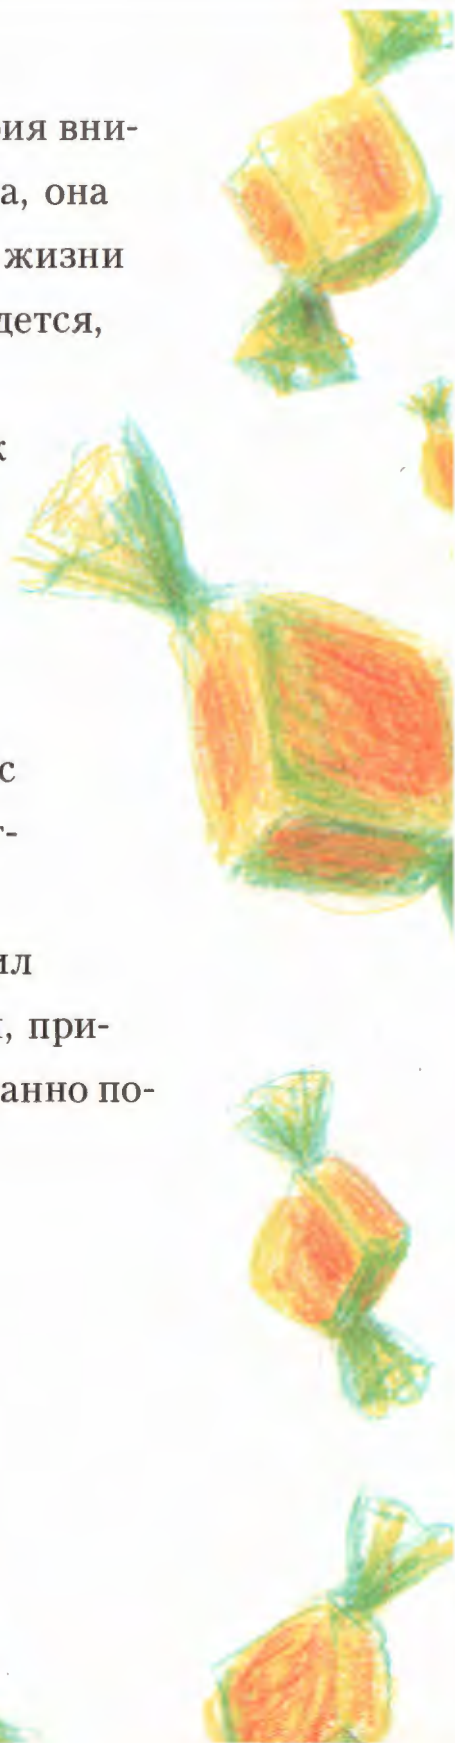 ия вни-
а, она
жизни
дется,
к
с
т-
ил
, при-
анно по-